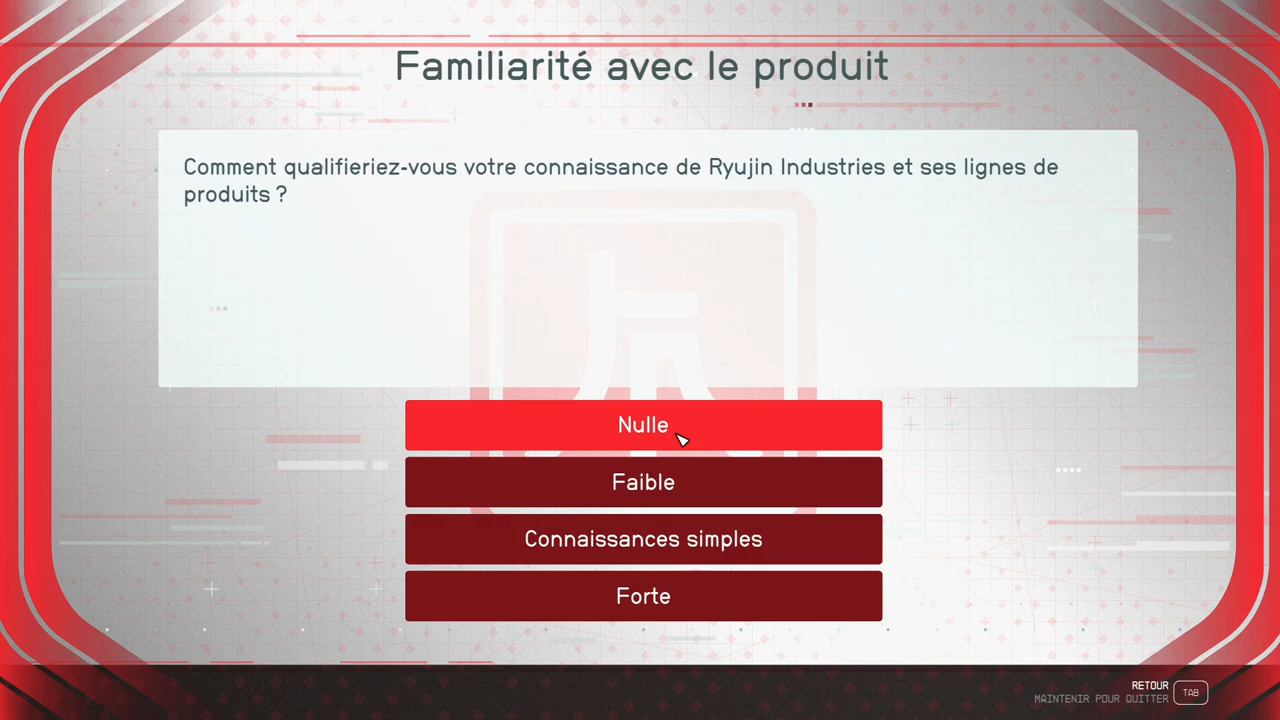 Familiarité avec le produit
Comment qualifieriez-vous votre connaissance de Ryujin Industries et ses lignes de
produits ?
Nulle
Faible
Connaissances simples
Forte
RETOUR
MAINTENIR POUR QUITTER
TAB